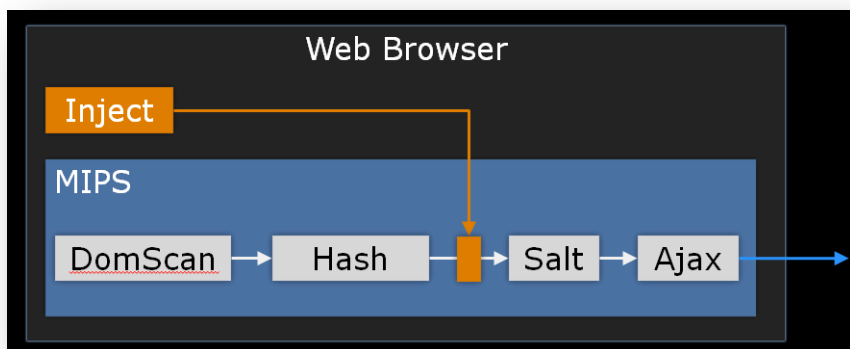 Web Browser
Inject
MIPS
DomScan
Hash
Salt
Ajax